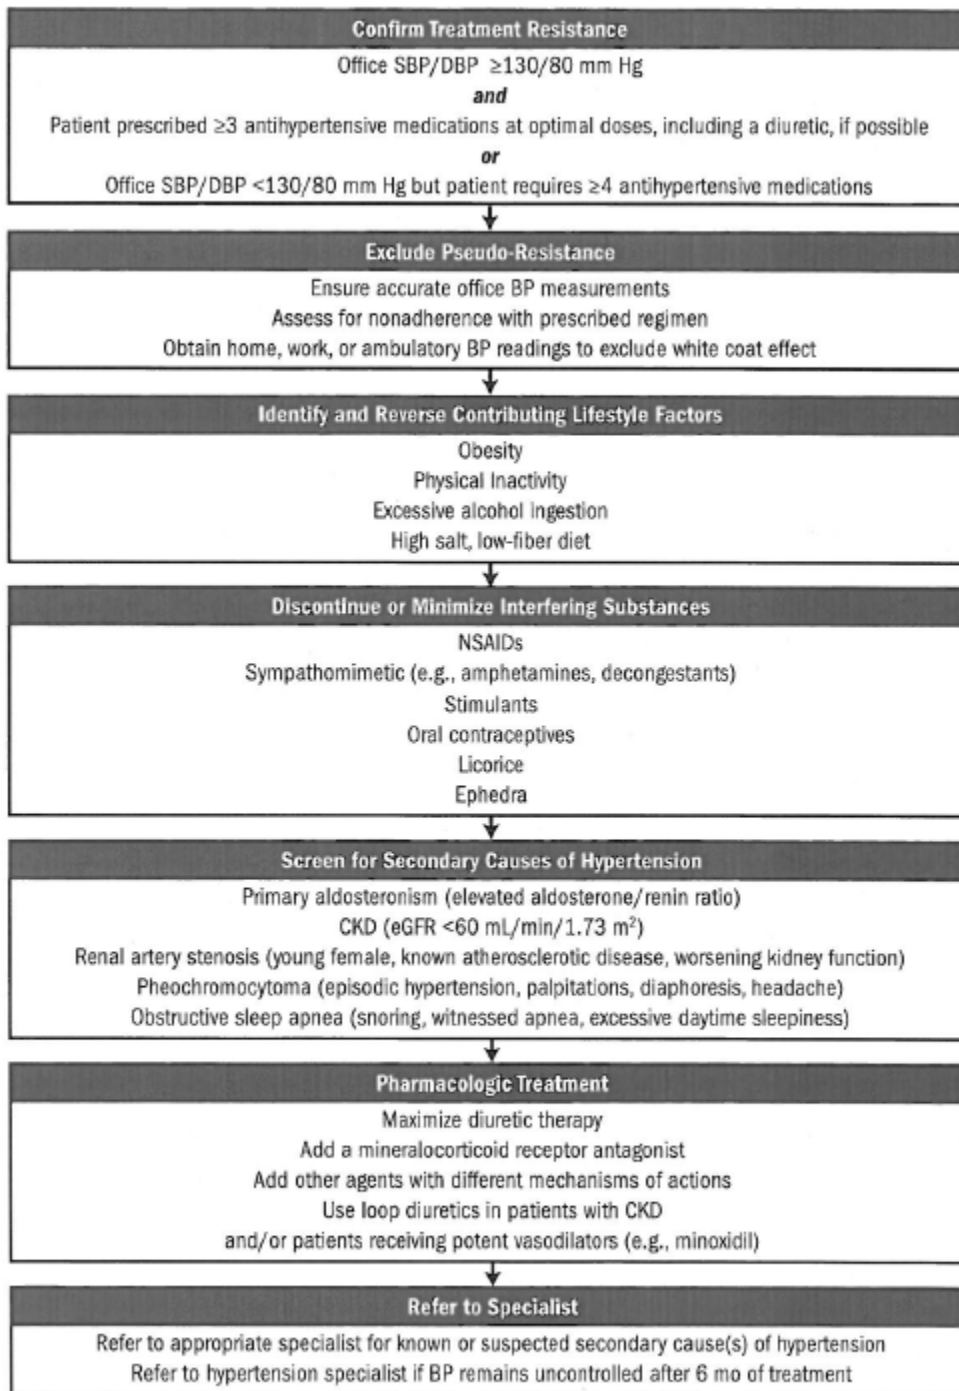 Confirm Treatment Resistance
Office SBP/DBP ≥130/80 mm Hg
and
Patient prescribed ≥3 antihypertensive medications at optimal doses, including a diuretic, if possible
or
Office SBP/DBP <130/80 mm Hg but patient requires ≥4 antihypertensive medications
Exclude Pseudo-Resistance
Ensure accurate office BP measurements
Assess for nonadherence with prescribed regimen
Obtain home, work, or ambulatory BP readings to exclude white coat effect
Identify and Reverse Contributing Lifestyle Factors
Obesity
Physical Inactivity
Excessive alcohol ingestion
High salt, low-fiber diet
Discontinue or Minimize Interfering Substances
NSAIDs
Sympathomimetic (e.g., amphetamines, decongestants)
Stimulants
Oral contraceptives
Licorice
Ephedra
Screen for Secondary Causes of Hypertension
Primary aldosteronism (elevated aldosterone/renin ratio)
CKD (eGFR <60 mL/min/1.73 m²)
Renal artery stenosis (young female, known atherosclerotic disease, worsening kidney function)
Pheochromocytoma (episodic hypertension, palpitations, diaphoresis, headache)
Obstructive sleep apnea (snoring, witnessed apnea, excessive daytime sleepiness)
Pharmacologic Treatment
Maximize diuretic therapy
Add a mineralocorticoid receptor antagonist
Add other agents with different mechanisms of actions
Use loop diuretics in patients with CKD
and/or patients receiving potent vasodilators (e.g., minoxidil)
Refer to Specialist
Refer to appropriate specialist for known or suspected secondary cause(s) of hypertension
Refer to hypertension specialist if BP remains uncontrolled after 6 mo of treatment